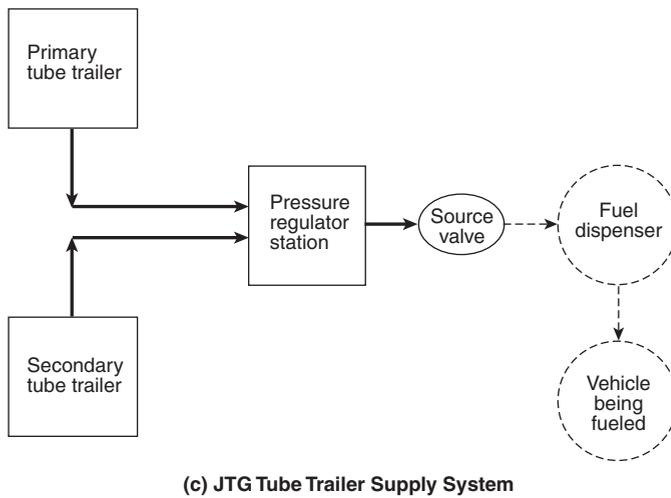 Primary
tube trailer
Pressure
regulator
station
Source
valve
Fuel
dispenser
Secondary
tube trailer
Vehicle
being
fueled
(c) JTG Tube Trailer Supply System